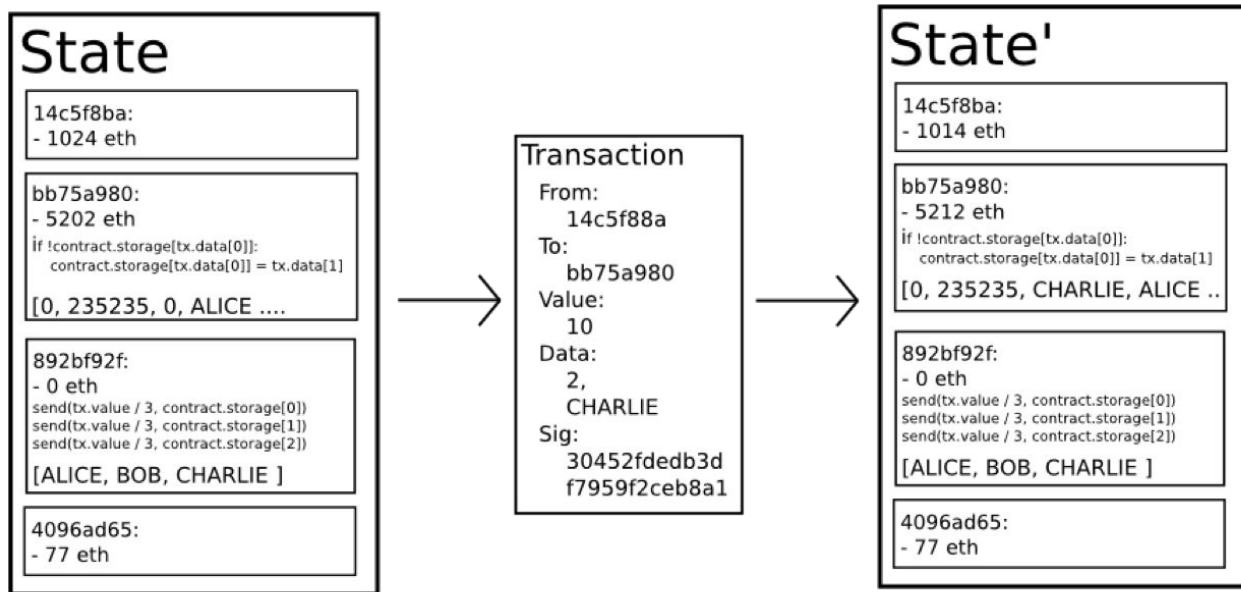 State
14c5f8ba:
- 1024 eth
bb75a980:
- 5202 eth
if !contract.storage[tx.data[0]]:
contract.storage[tx.data[0]] = tx.data[1]
[0, 235235, 0, ALICE ....
892bf92f:
- 0 eth
send(tx.value / 3, contract.storage[0])
send(tx.value / 3, contract.storage[1])
send(tx.value / 3, contract.storage[2])
[ALICE, BOB, CHARLIE ]
4096ad65:
- 77 eth
Transaction
From:
14c5f88a
To:
bb75a980
Value:
10
Data:
2,
CHARLIE
Sig:
30452fdedb3d
f7959f2ceb8a1
State'
14c5f8ba:
- 1014 eth
bb75a980:
- 5212 eth
if !contract.storage[tx.data[0]]:
contract.storage[tx.data[0]] = tx.data[1]
[0, 235235, CHARLIE, ALICE ..
892bf92f:
- 0 eth
send(tx.value / 3, contract.storage[0])
send(tx.value / 3, contract.storage[1])
send(tx.value / 3, contract.storage[2])
[ALICE, BOB, CHARLIE ]
4096ad65:
- 77 eth